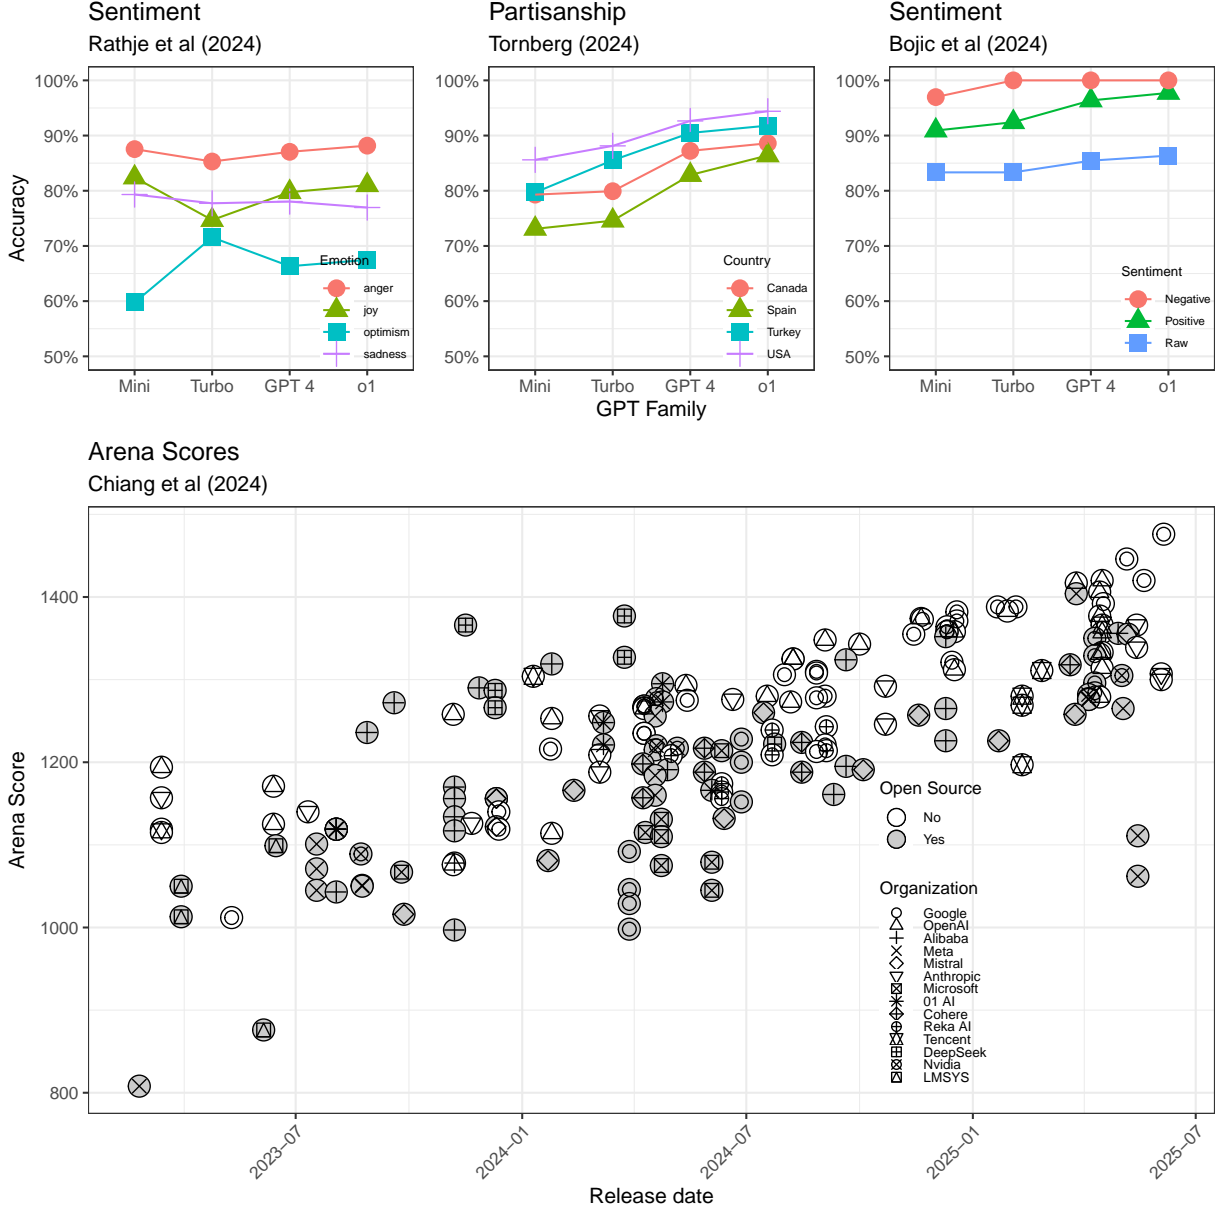 Sentiment
Rathje et al (2024)
Partisanship
Tornberg (2024)
Sentiment
Bojic et al (2024)
Accuracy
100%
90%
80%
70%
60%
50%
Emotion
anger
joy
optimism
sadness
Mini Turbo GPT 4 o1
100%
90%
80%
70%
60%
50%
Country
Canada
Spain
Turkey
USA
Mini Turbo GPT 4 o1
100%
90%
80%
70%
60%
50%
Sentiment
Negative
Positive
Raw
Mini Turbo GPT 4 o1
GPT Family
Arena Scores
Chiang et al (2024)
Arena Score
1400
1200
1000
800
Open Source
No
Yes
Organization
Google
OpenAI
Alibaba
Meta
Mistral
Anthropic
Microsoft
01 AI
Cohere
Reka AI
Tencent
DeepSeek
Nvidia
LMSYS
2023−07
2024−01
2024−07
2025−01
2025−07
Release date